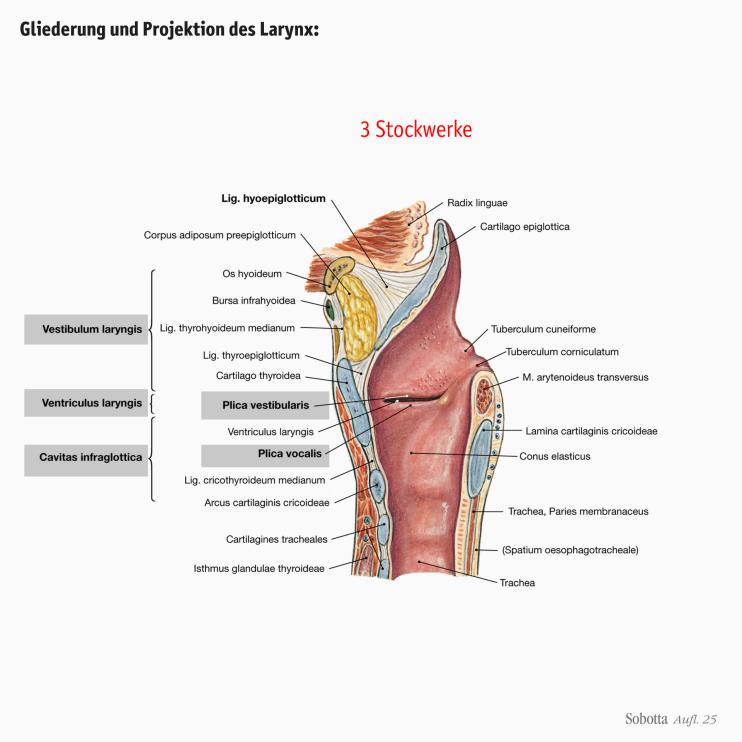 Gliederung und Projektion des Larynx:
3 Stockwerke
Lig. hyoepiglotticum
Corpus adiposum preepiglotticum
Os hyoideum
Bursa infrahyoidea
Vestibulum laryngis
Lig. thyrohyoideum medianum
Lig. thyroepiglotticum
Cartilago thyroidea
Ventriculus laryngis
Plica vestibularis
Ventriculus laryngis
Cavitas infraglottica
Plica vocalis
Lig. cricothyroideum medianum
Arcus cartilaginis cricoideae
Cartilagines tracheales
Isthmus glandulae thyroideae
Radix linguae
Cartilago epiglottica
Tuberculum cuneiforme
Tuberculum corniculatum
M. arytenoideus transversus
Lamina cartilaginis cricoideae
Conus elasticus
Trachea, Paries membranaceus
(Spatium oesophagotracheale)
Trachea
Sobotta Aufl. 25